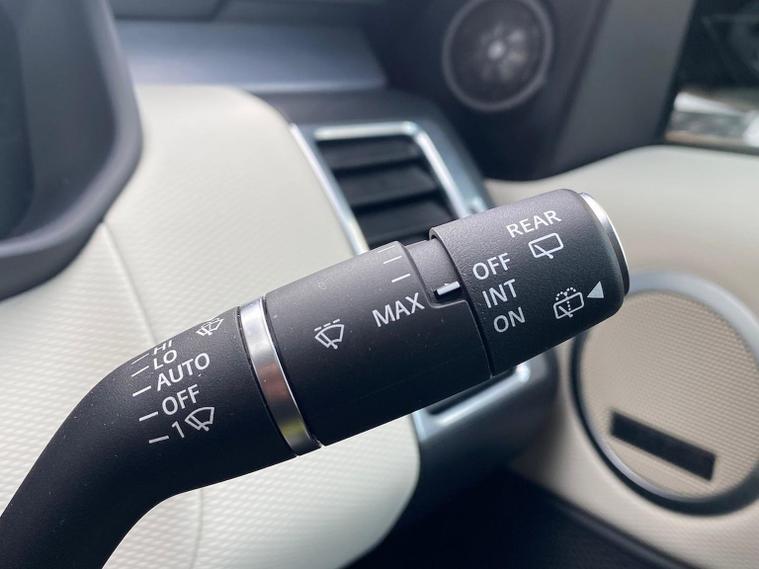 REAR
OFF
INT
ON
MAX
HI
LO
AUTO
OFF
1